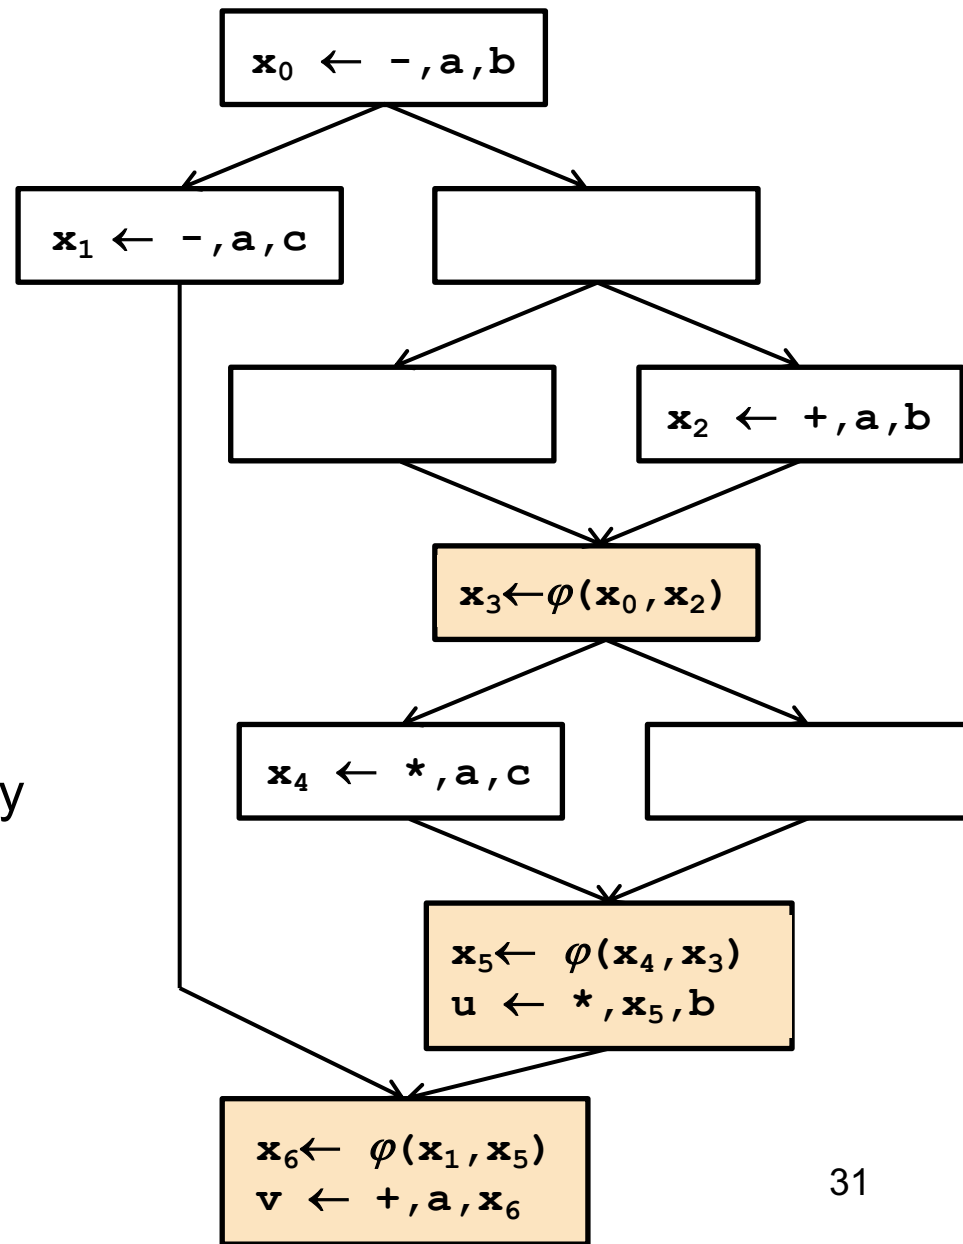 x₀ ← -,a,b
x₁ ← -,a,c
x₂ ← +,a,b
x₃←φ(x₀,x₂)
x₄ ← *,a,c
y
x₅← φ(x₄,x₃)
u ← *,x₅,b
x₆← φ(x₁,x₅)
v ← +,a,x₆
31